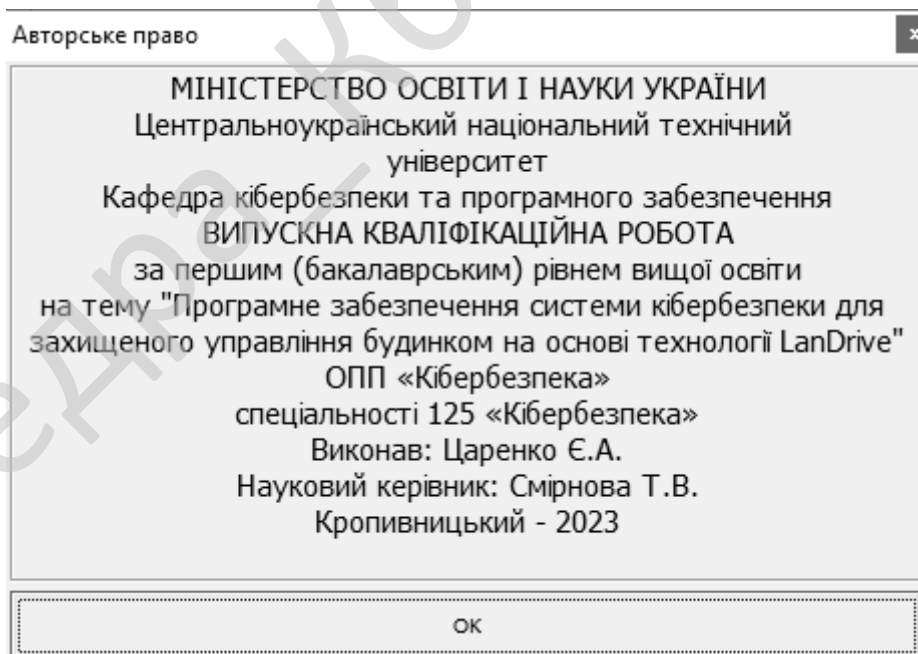 Авторське право
x
МІНІСТЕРСТВО ОСВІТИ І НАУКИ УКРАЇНИ
Центральноукраїнський національний технічний
університет
Кафедра кібербезпеки та програмного забезпечення
ВИПУСКНА КВАЛІФІКАЦІЙНА РОБОТА
за першим (бакалаврським) рівнем вищої освіти
на тему "Програмне забезпечення системи кібербезпеки для
захищеного управління будинком на основі технології LanDrive"
ОПП «Кібербезпека»
спеціальності 125 «Кібербезпека»
Виконав: Царенко Є.А.
Науковий керівник: Смірнова Т.В.
Кропивницький - 2023
ОК